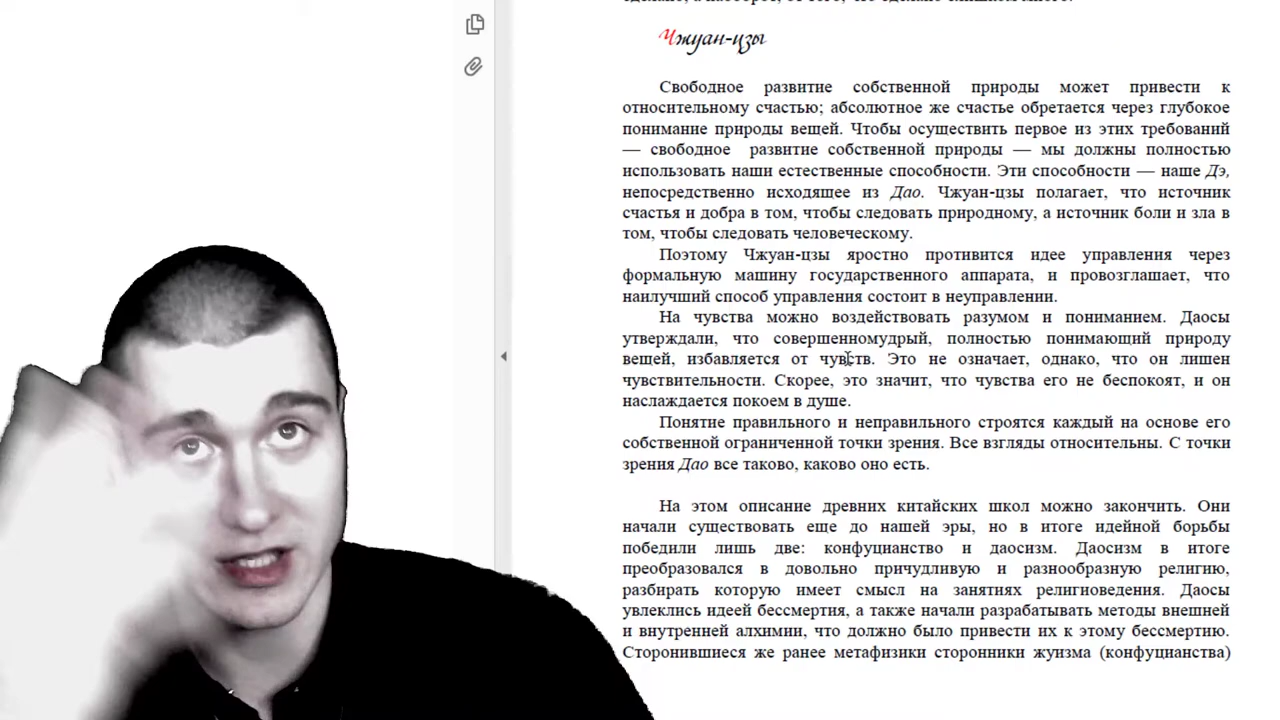 Чжуан-цзы
Свободное развитие собственной природы может привести к
относительному счастью; абсолютное же счастье обретается через глубокое
понимание природы вещей. Чтобы осуществить первое из этих требований
— свободное развитие собственной природы — мы должны полностью
использовать наши естественные способности. Эти способности — наше Дэ,
непосредственно исходящее из Дао. Чжуан-цзы полагает, что источник
счастья и добра в том, чтобы следовать природному, а источник боли и зла в
том, чтобы следовать человеческому.
Поэтому Чжуан-цзы яростно противится идее управления через
формальную машину государственного аппарата, и провозглашает, что
наилучший способ управления состоит в неуправлении.
На чувства можно воздействовать разумом и пониманием. Даосы
утверждали, что совершенномудрый, полностью понимающий природу
вещей, избавляется от чувств. Это не означает, однако, что он лишен
чувствительности. Скорее, это значит, что чувства его не беспокоят, и он
наслаждается покоем в душе.
Понятие правильного и неправильного строятся каждый на основе его
собственной ограниченной точки зрения. Все взгляды относительны. С точки
зрения Дао все таково, каково оно есть.
На этом описание древних китайских школ можно закончить. Они
начали существовать еще до нашей эры, но в итоге идейной борьбы
победили лишь две: конфуцианство и даосизм. Даосизм в итоге
преобразовался в довольно причудливую и разнообразную религию,
разбирать которую имеет смысл на занятиях религиоведения. Даосы
увлеклись идеей бессмертия, а также начали разрабатывать методы внешней
и внутренней алхимии, что должно было привести их к этому бессмертию.
Сторонившиеся же ранее метафизики сторонники жуизма (конфуцианства)